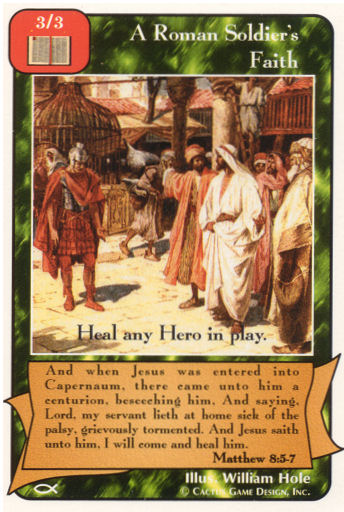 3/3
A Roman Soldier's
Faith
Heal any Hero in play.
And when Jesus was entered into
Capernaum, there came unto him a
centurion, beseeching him. And saying,
Lord, my servant lieth at home sick of the
palsy, grievously tormented. And Jesus saith
unto him, I will come and heal him.
Matthew 8:5-7
Illus. William Hole
© Cactus Game Design, Inc.